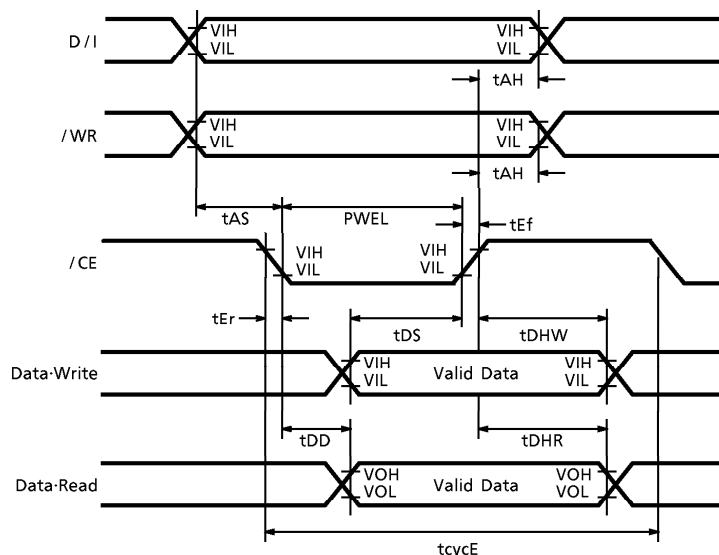 D / I
VIH
VIL
VIH
VIL
tAH
/ WR
VIH
VIL
VIH
VIL
tAH
tAS
PWEL
tEf
/ CE
VIH
VIL
VIH
VIL
tEr
tDS
tDHW
Data·Write
VIH
VIL
Valid Data
VIH
VIL
tDD
tDHR
Data·Read
VOH
VOL
Valid Data
VOH
VOL
tcycE